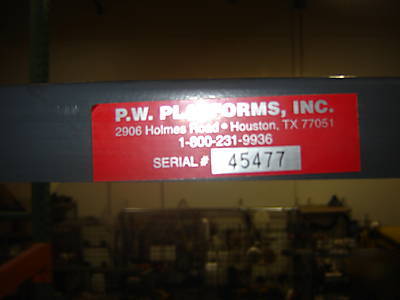 P.W. PLATFORMS, INC.
2906 Holmes Road • Houston, TX 77051
1-800-231-9936
SERIAL # 45477